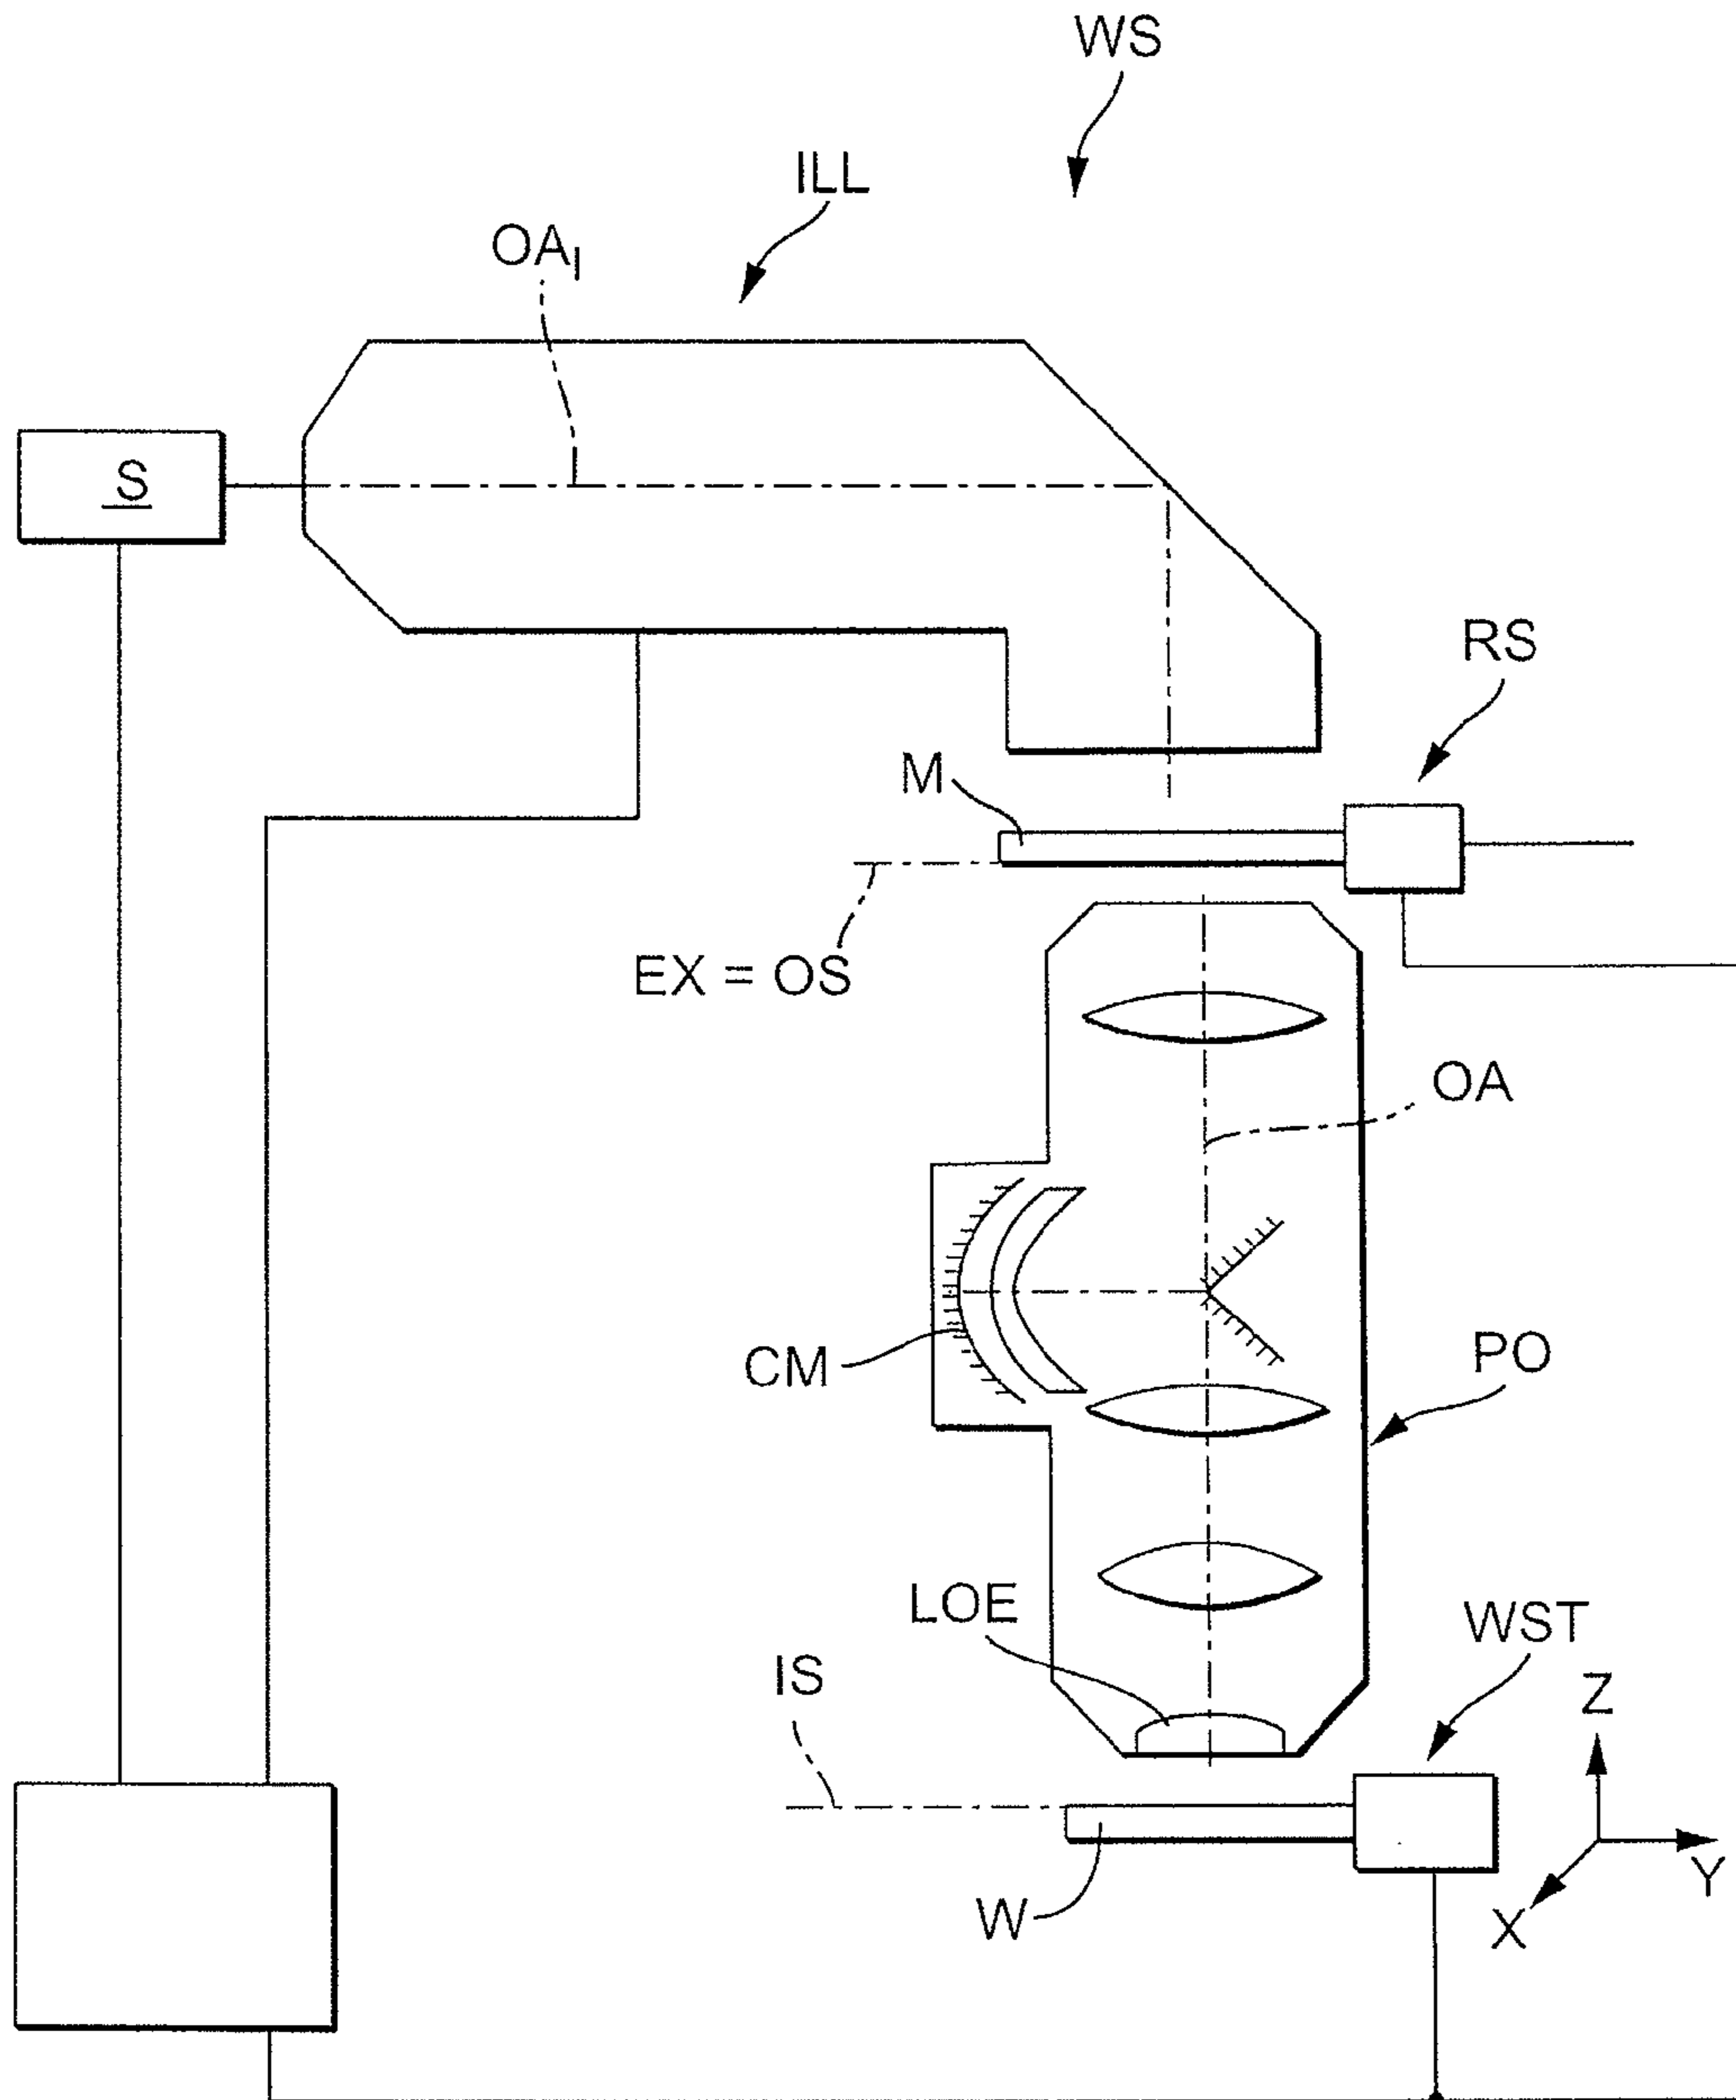 WS
ILL
OA_I
S
RS
M
EX = OS
OA
CM
PO
LOE
WST
IS
Z
Y
W
X